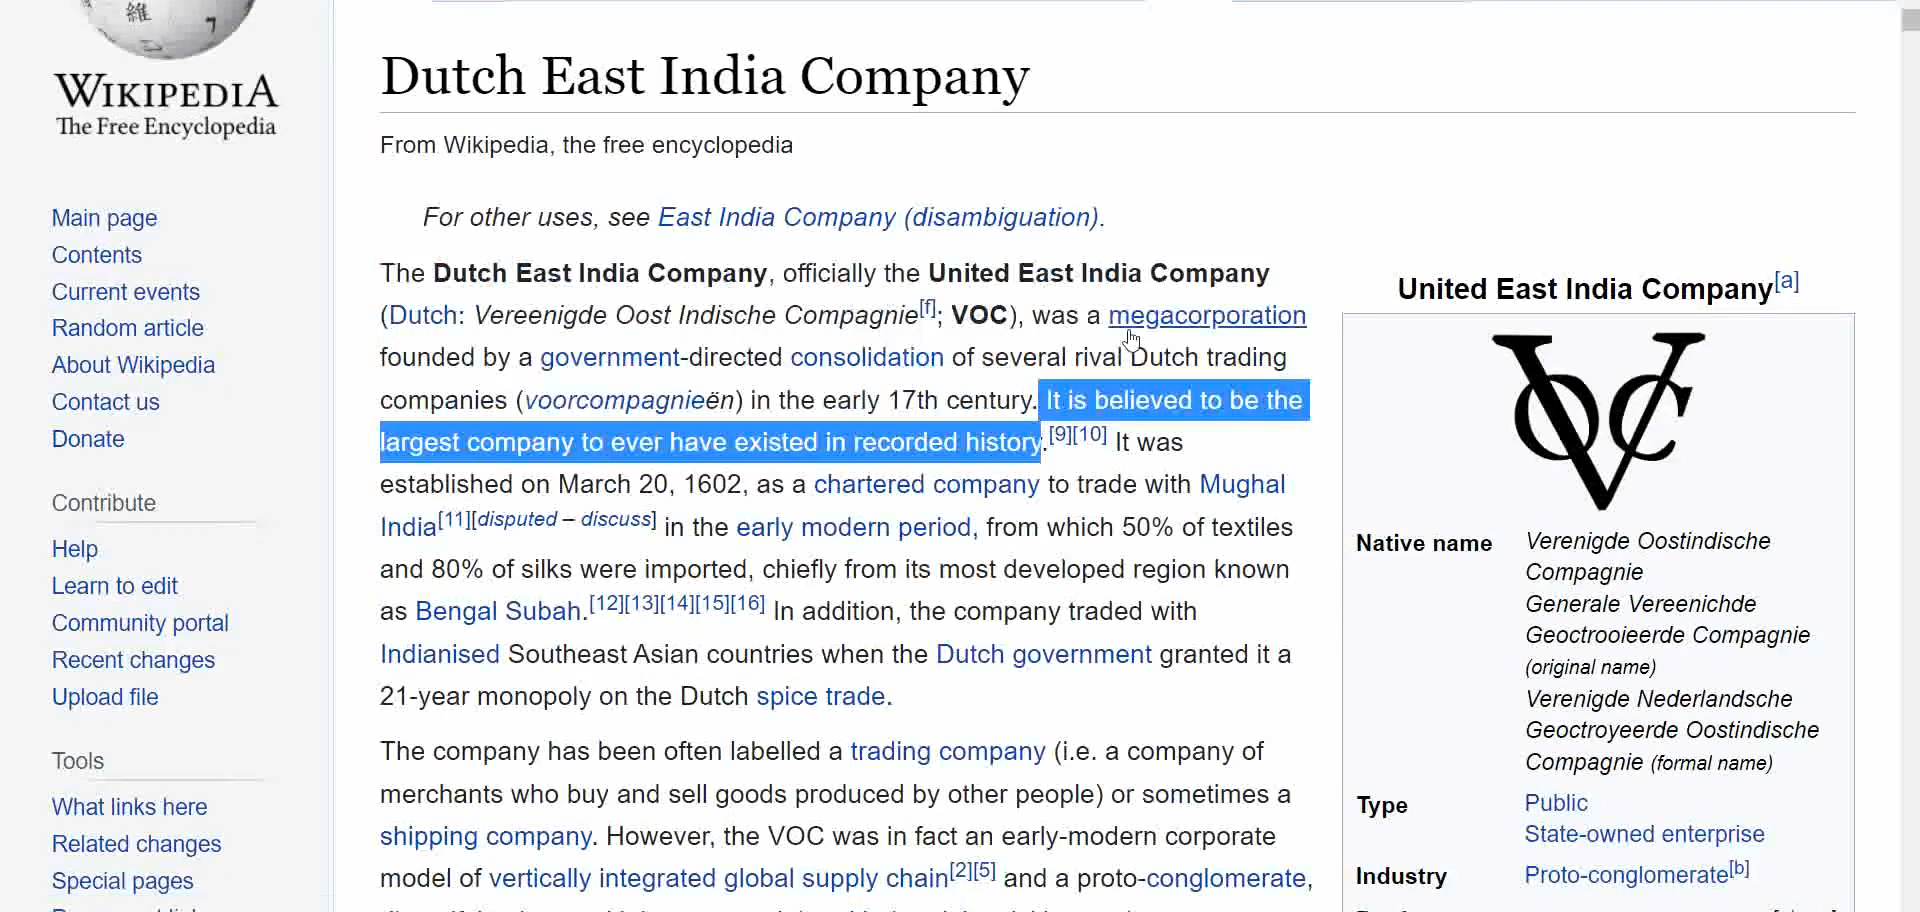 維
WIKIPEDIA
The Free Encyclopedia
Main page
Contents
Current events
Random article
About Wikipedia
Contact us
Donate
Contribute
Help
Learn to edit
Community portal
Recent changes
Upload file
Tools
What links here
Related changes
Special pages
Dutch East India Company
From Wikipedia, the free encyclopedia
For other uses, see East India Company (disambiguation).
The Dutch East India Company, officially the United East India Company
(Dutch: Vereenigde Oost Indische Compagnie[f]; VOC), was a megacorporation
founded by a government-directed consolidation of several rival Dutch trading
companies (voorcompagnieën) in the early 17th century. It is believed to be the
largest company to ever have existed in recorded history.[9][10] It was
established on March 20, 1602, as a chartered company to trade with Mughal
India[11][disputed – discuss] in the early modern period, from which 50% of textiles
and 80% of silks were imported, chiefly from its most developed region known
as Bengal Subah.[12][13][14][15][16] In addition, the company traded with
Indianised Southeast Asian countries when the Dutch government granted it a
21-year monopoly on the Dutch spice trade.
The company has been often labelled a trading company (i.e. a company of
merchants who buy and sell goods produced by other people) or sometimes a
shipping company. However, the VOC was in fact an early-modern corporate
model of vertically integrated global supply chain[2][5] and a proto-conglomerate,
United East India Company[a]
VOC
Native name Verenigde Oostindische
Compagnie
Generale Vereenichde
Geoctrooieerde Compagnie
(original name)
Verenigde Nederlandsche
Geoctroyeerde Oostindische
Compagnie (formal name)
Type Public
State-owned enterprise
Industry Proto-conglomerate[b]